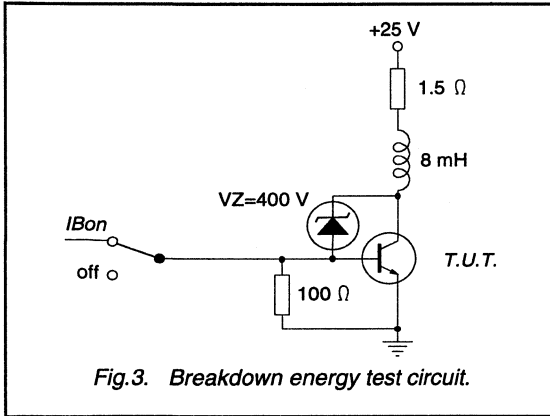 +25 V
1.5 Ω
8 mH
VZ=400 V
IBon
T.U.T.
off
100 Ω
Fig.3. Breakdown energy test circuit.